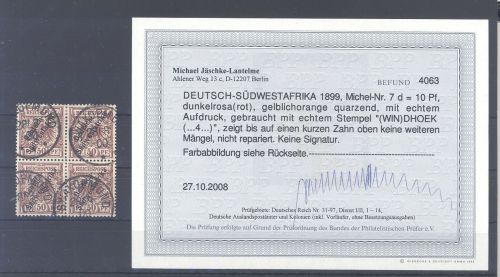 Michael Jäschke-Lantelme
Ahlener Weg 13 c, D-12207 Berlin
BEFUND 4063
DEUTSCH-SÜDWESTAFRIKA 1899, Michel-Nr. 7 d = 10 Pf,
dunkelrosa(rot), gelblichorange quarzend, mit echtem
Aufdruck, gebraucht mit echtem Stempel "(WIN)DHOEK
(...4...)", zeigt bis auf einen kurzen Zahn oben keine weiteren
Mängel, nicht repariert. Keine Signatur.
Farbabbildung siehe Rückseite.
27.10.2008
Prüfgebiete: Deutsches Reich Nr. 31-97, Dienst I/II, 1 – 14,
Deutsche Auslandspostämter und Kolonien (inkl. Vorläufer, ohne Besetzungsausgaben)
Die Prüfung erfolgte auf Grund der Prüfordnung des Bundes der Philatelistischen Prüfer e.V.
50 50